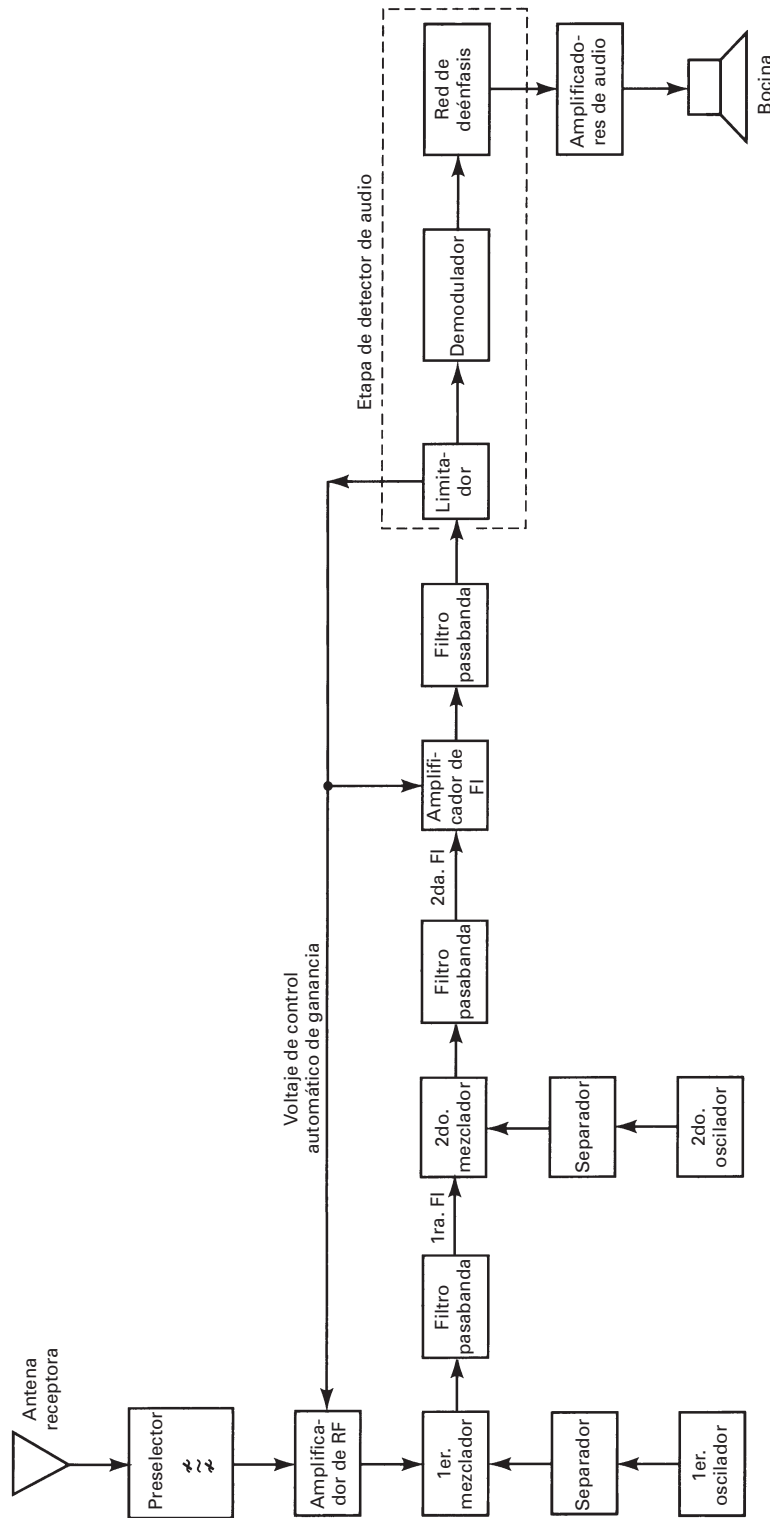 Antena
receptora
Preselector
Amplifica-
dor de RF
1er.
mezclador
Separador
1er.
oscilador
Filtro
pasabanda
1ra. FI
2do.
mezclador
Separador
2do.
oscilador
Filtro
pasabanda
2da. FI
Amplifi-
cador de
FI
Filtro
pasabanda
Voltaje de control
automático de ganancia
Etapa de detector de audio
Limita-
dor
Demodulador
Red de
deénfasis
Amplificado-
res de audio
Bocina